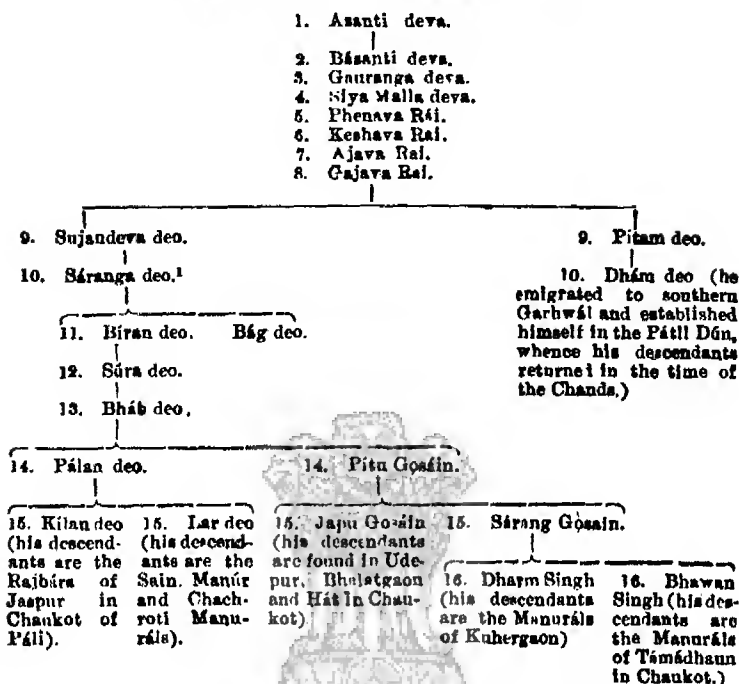 1. Asanti deva.
2. Básanti deva.
3. Gauranga deva.
4. Siya Malla deva.
5. Phenava Rái.
6. Keshava Rai.
7. Ajava Rai.
8. Gajava Rai.
9. Sujandeva deo.
9. Pitam deo.
10. Sáranga deo.¹
10. Dhám deo (he
emigrated to southern
Garhwál and established
himself in the Pátli Dún,
whence his descendants
returned in the time of
the Chands.)
11. Bíran deo. Bág deo.
12. Súra deo.
13. Bháb deo.
14. Pálan deo.
14. Pítu Gosáin.
15. Kílan deo
(his descend-
ants are the
Rajbárs of
Jaspur in
Chaukot of
Páli).
15. Lar deo
(his descend-
ants are the
Sain. Manúr
and Chach-
roti Manu-
ráls).
15. Japu Gosáin
(his descendants
are found in Ude-
pur, Bhalatgaon
and Hát in Chau-
kot)
15. Sárang Gosain.
16. Dharm Singh
(his descendants
are the Manuráls
of Kuhergaon)
16. Bhawan
Singh (his des-
cendants are
the Manuráls
of Támádhaun
in Chaukot.)